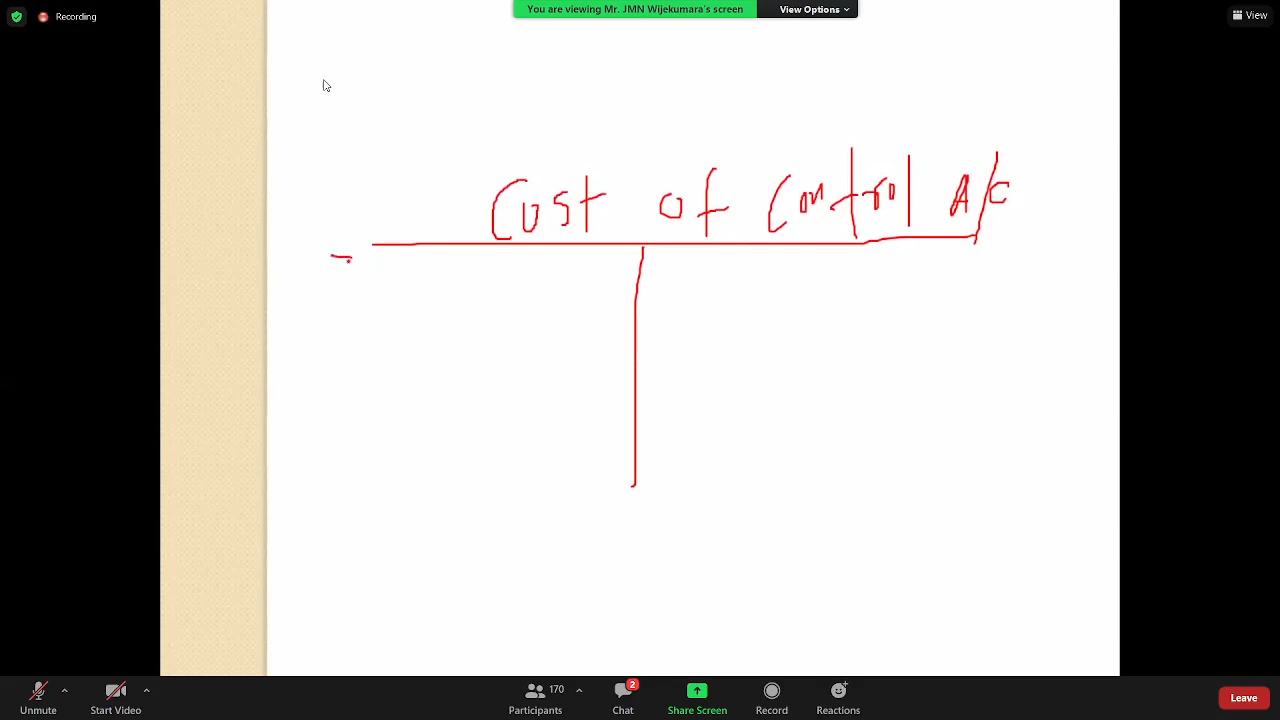 Recording
You are viewing Mr. JMN Wijekumara's screen
View Options
View
Cost of Control A/C
Unmute
Start Video
170
Participants
2
Chat
Share Screen
Record
Reactions
Leave